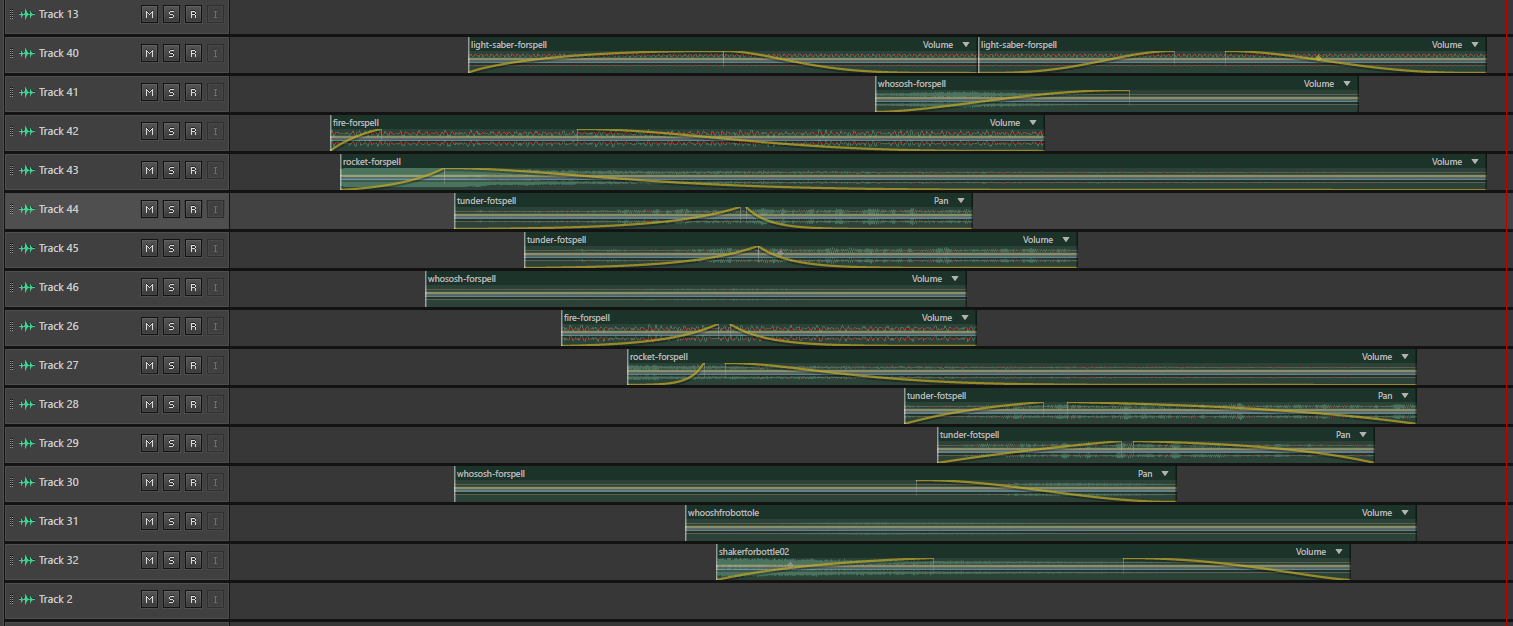 Track 13 M S R I
Track 40 M S R I light-saber-forspell Volume light-saber-forspell Volume
Track 41 M S R I whososh-forspell Volume
Track 42 M S R I fire-forspell Volume
Track 43 M S R I rocket-forspell Volume
Track 44 M S R I tunder-fotspell Pan
Track 45 M S R I tunder-fotspell Volume
Track 46 M S R I whososh-forspell Volume
Track 26 M S R I fire-forspell Volume
Track 27 M S R I rocket-forspell Volume
Track 28 M S R I tunder-fotspell Pan
Track 29 M S R I tunder-fotspell Pan
Track 30 M S R I whososh-forspell Pan
Track 31 M S R I whooshfrobottole Volume
Track 32 M S R I shakerforbottle02 Volume
Track 2 M S R I